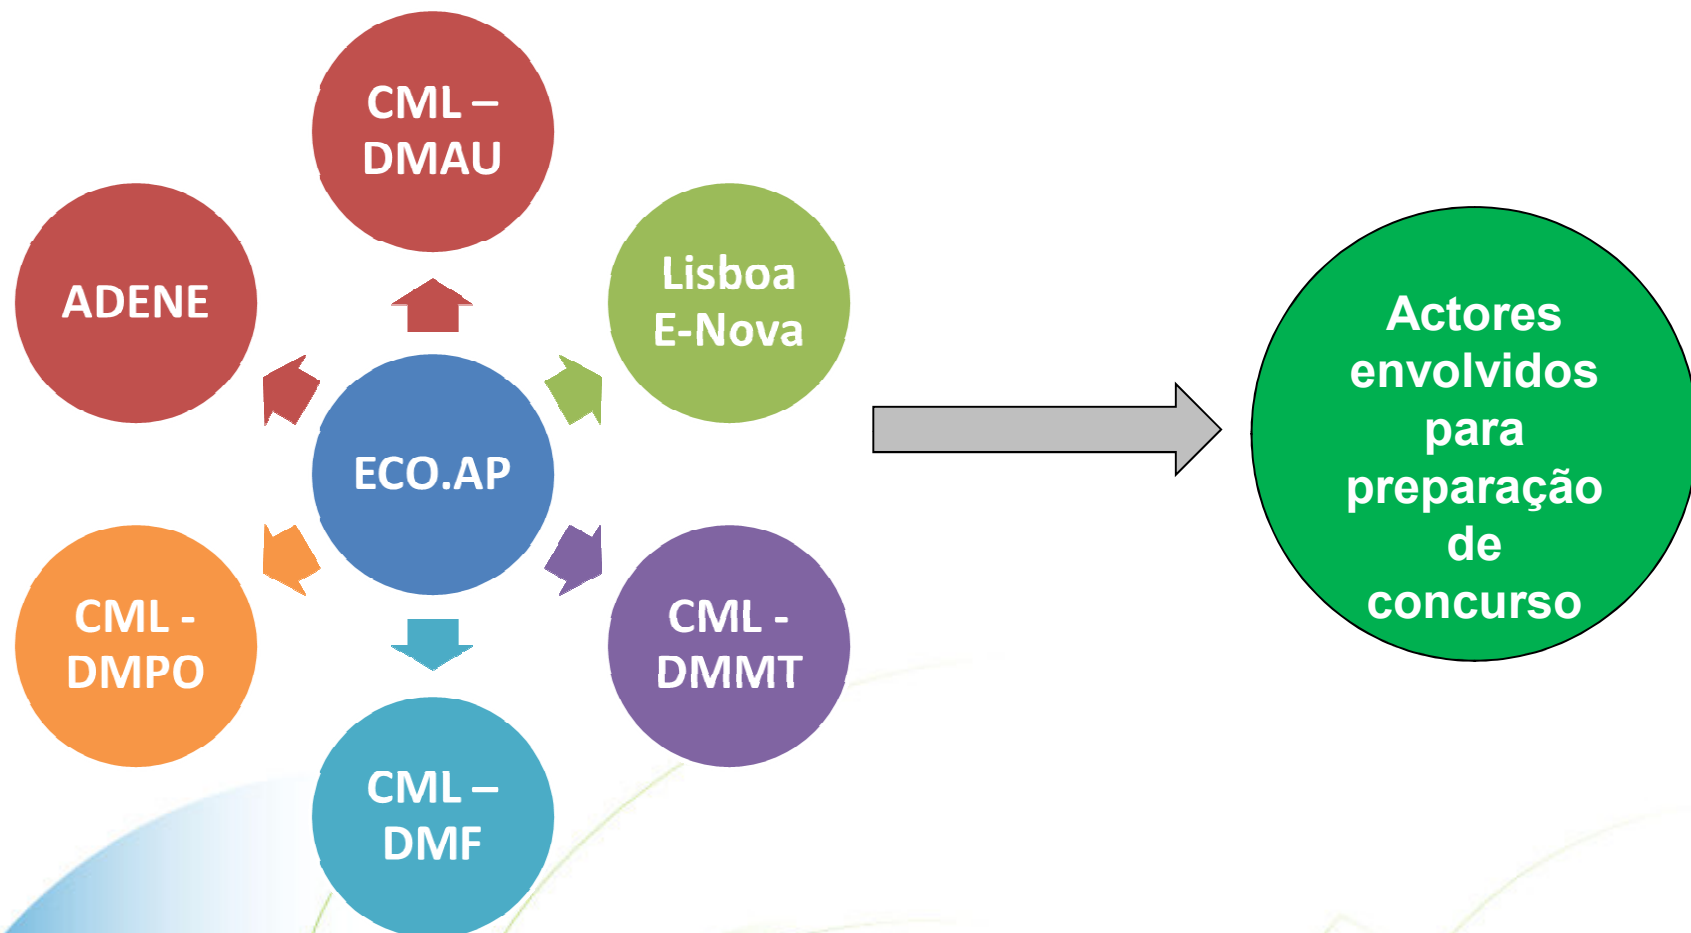 CML –
DMAU
ADENE
Lisboa
E-Nova
ECO.AP
CML -
DMPO
CML -
DMMT
CML –
DMF
Actores
envolvidos
para
preparação
de
concurso